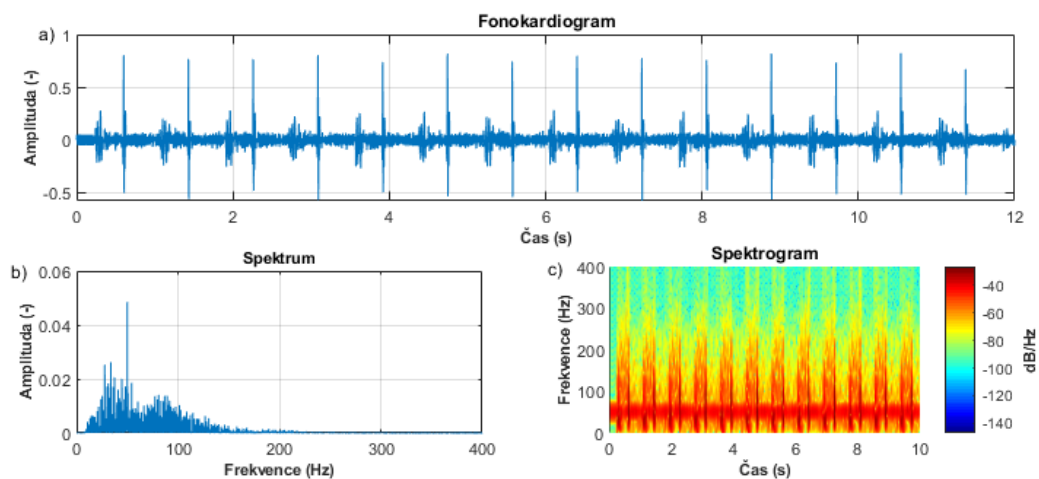 Fonokardiogram
a)
Amplituda (-)
1
0.5
0
-0.5
0 2 4 6 8 10 12
Čas (s)
b)
Spektrum
Amplituda (-)
0.06
0.04
0.02
0
0 100 200 300 400
Frekvence (Hz)
c)
Spektrogram
Frekvence (Hz)
400
300
200
100
0
0 2 4 6 8 10
Čas (s)
-40
-60
-80
-100
-120
-140
dB/Hz